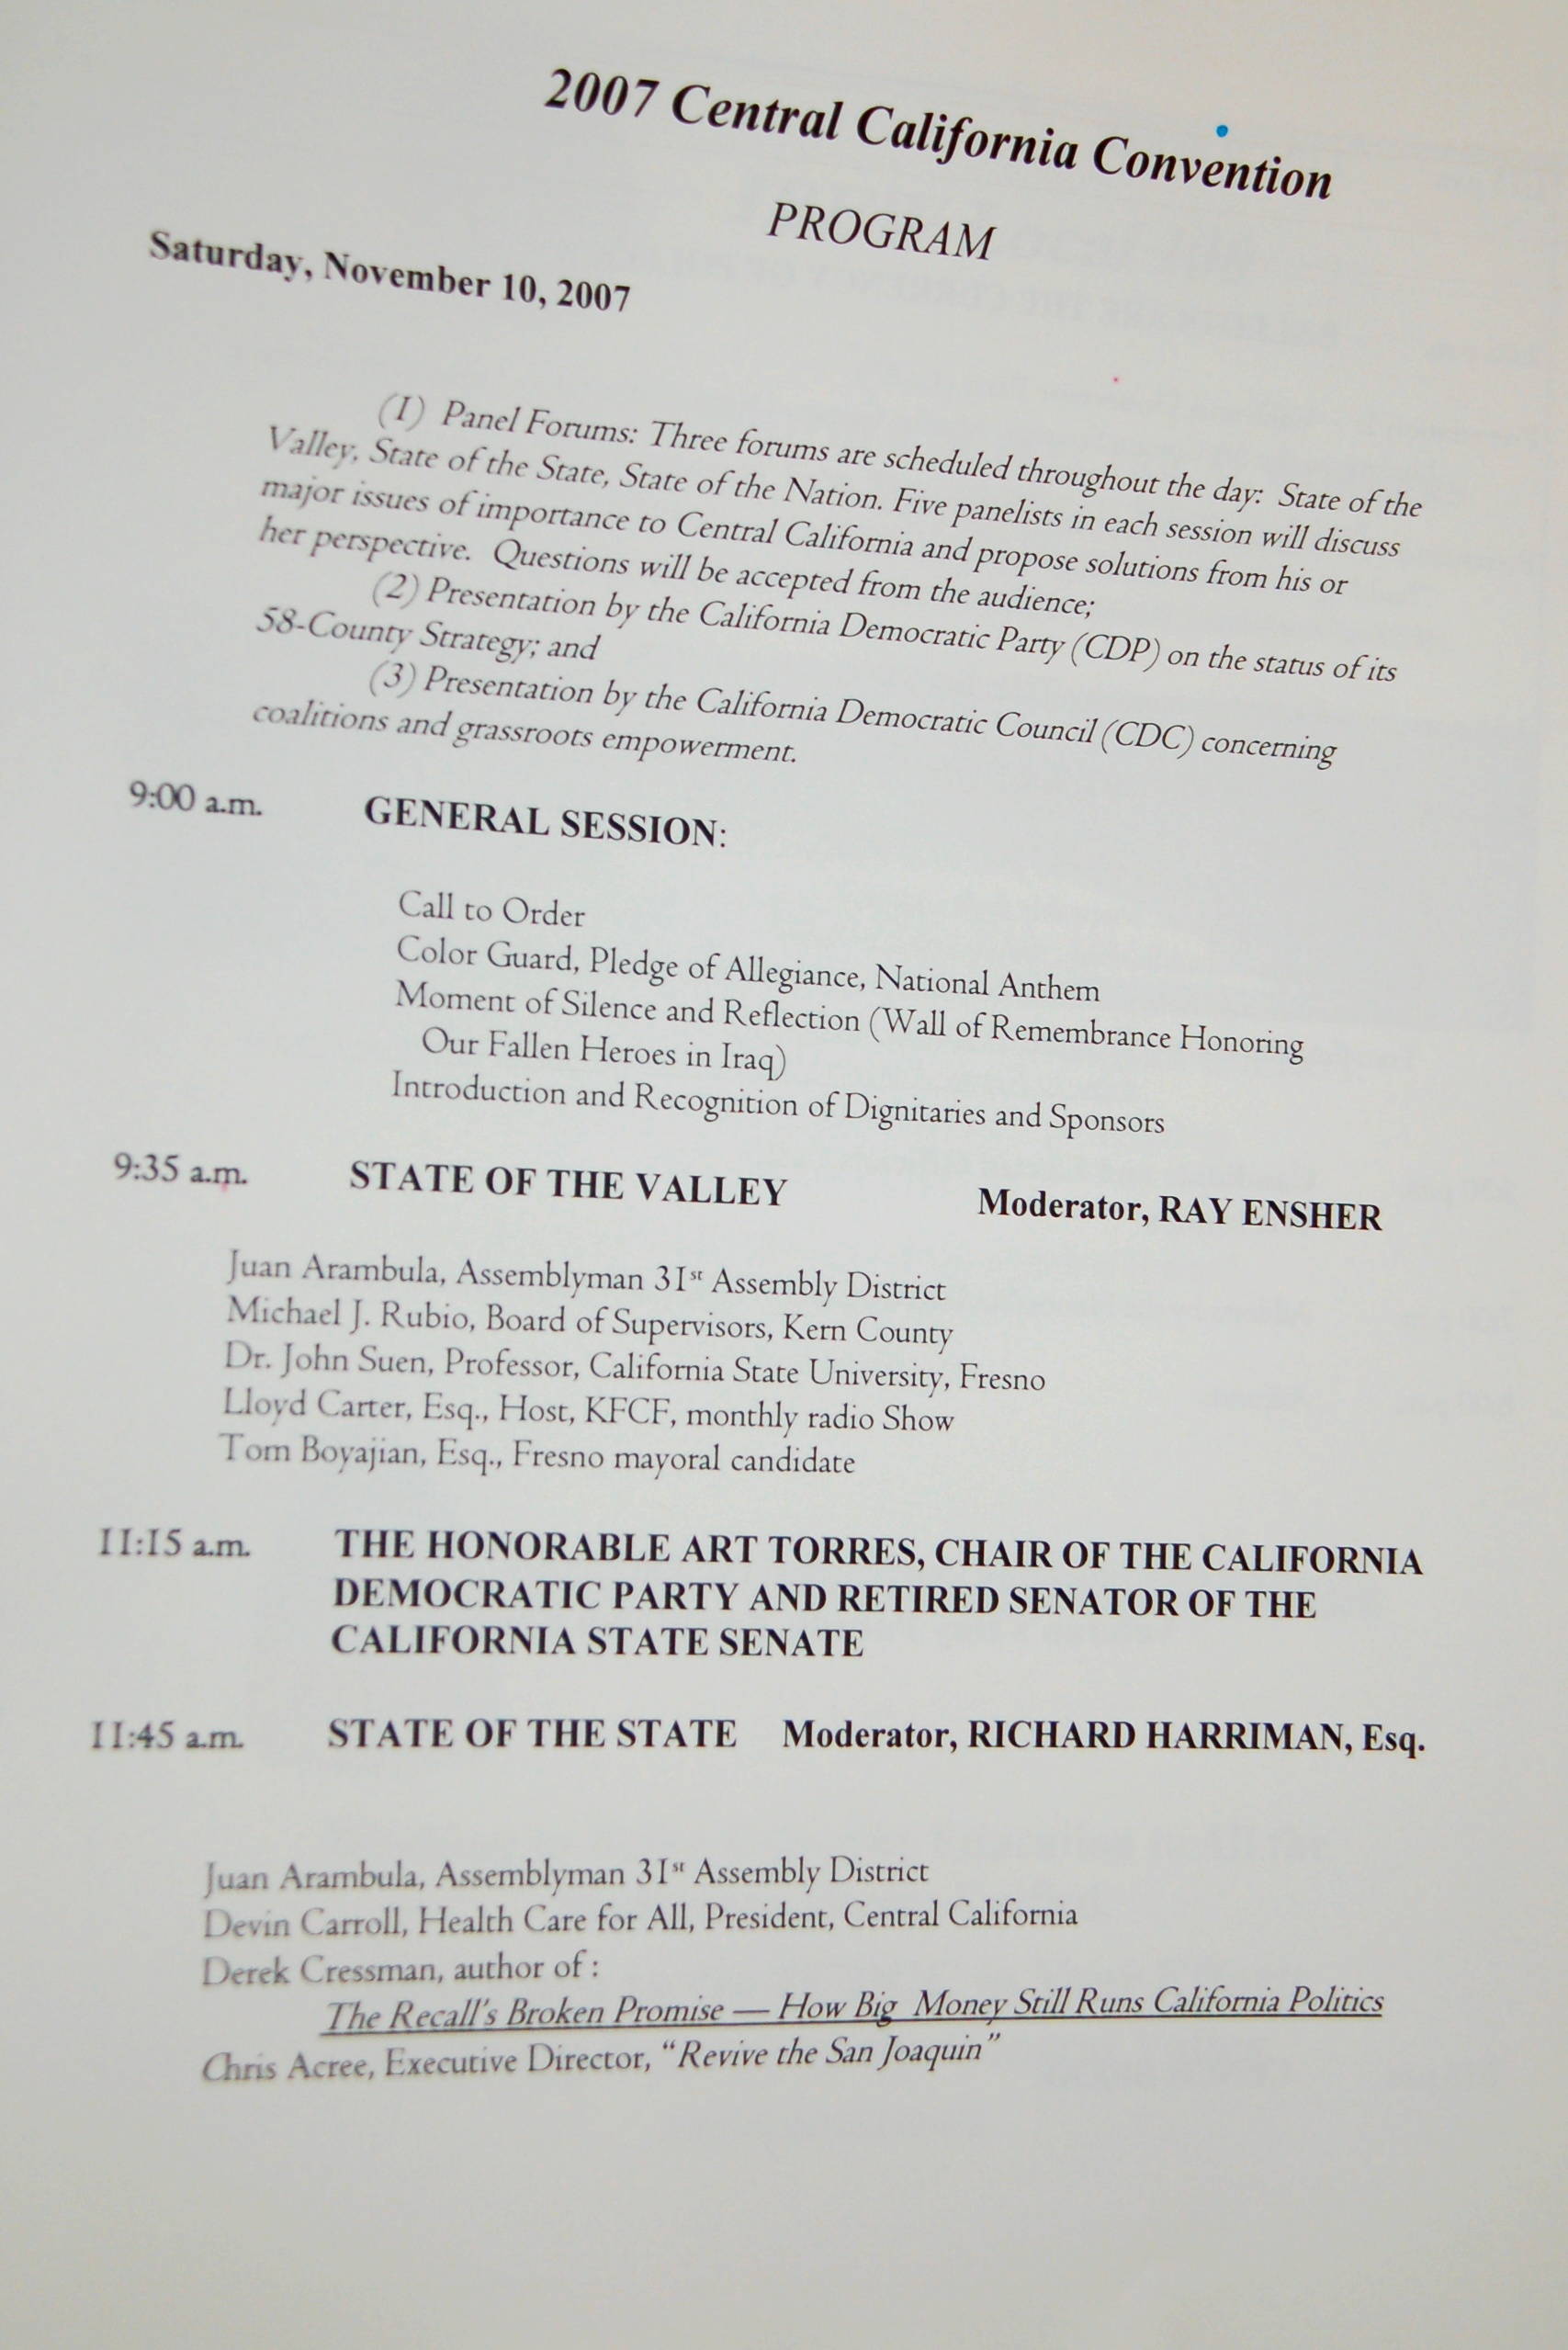 2007 Central California Convention
PROGRAM
Saturday, November 10, 2007
(1) Panel Forums: Three forums are scheduled throughout the day: State of the
Valley, State of the State, State of the Nation. Five panelists in each session will discuss
major issues of importance to Central California and propose solutions from his or
her perspective. Questions will be accepted from the audience;
(2) Presentation by the California Democratic Party (CDP) on the status of its
58-County Strategy; and
(3) Presentation by the California Democratic Council (CDC) concerning
coalitions and grassroots empowerment.
9:00 a.m. GENERAL SESSION:
Call to Order
Color Guard, Pledge of Allegiance, National Anthem
Moment of Silence and Reflection (Wall of Remembrance Honoring
Our Fallen Heroes in Iraq)
Introduction and Recognition of Dignitaries and Sponsors
9:35 a.m. STATE OF THE VALLEY Moderator, RAY ENSHER
Juan Arambula, Assemblyman 31st Assembly District
Michael J. Rubio, Board of Supervisors, Kern County
Dr. John Suen, Professor, California State University, Fresno
Lloyd Carter, Esq., Host, KFCF, monthly radio Show
Tom Boyajian, Esq., Fresno mayoral candidate
11:15 a.m. THE HONORABLE ART TORRES, CHAIR OF THE CALIFORNIA
DEMOCRATIC PARTY AND RETIRED SENATOR OF THE
CALIFORNIA STATE SENATE
11:45 a.m. STATE OF THE STATE Moderator, RICHARD HARRIMAN, Esq.
Juan Arambula, Assemblyman 31st Assembly District
Devin Carroll, Health Care for All, President, Central California
Derek Cressman, author of :
The Recall's Broken Promise — How Big Money Still Runs California Politics
Chris Acree, Executive Director, "Revive the San Joaquin"